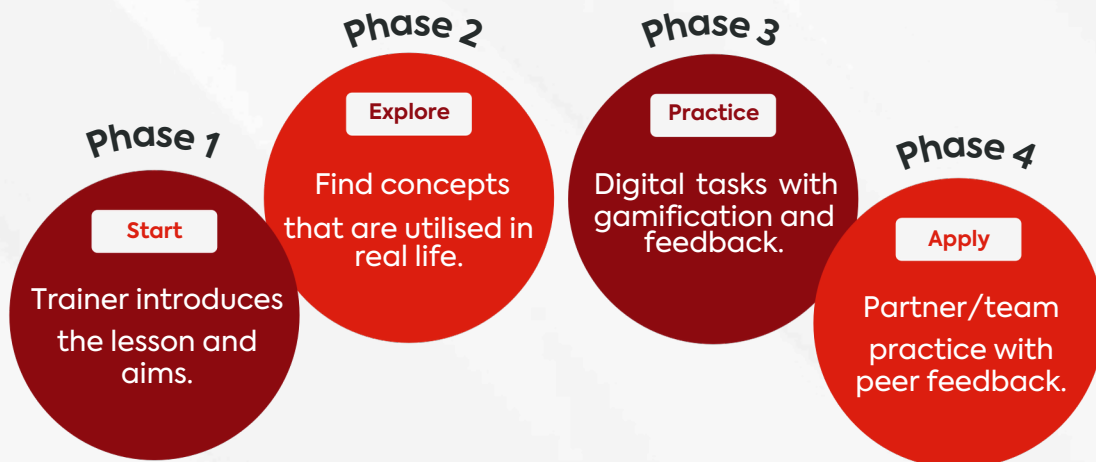 Phase 1
Start
Trainer introduces
the lesson and
aims.
Phase 2
Explore
Find concepts
that are utilised in
real life.
Phase 3
Practice
Digital tasks with
gamification and
feedback.
Phase 4
Apply
Partner/team
practice with
peer feedback.